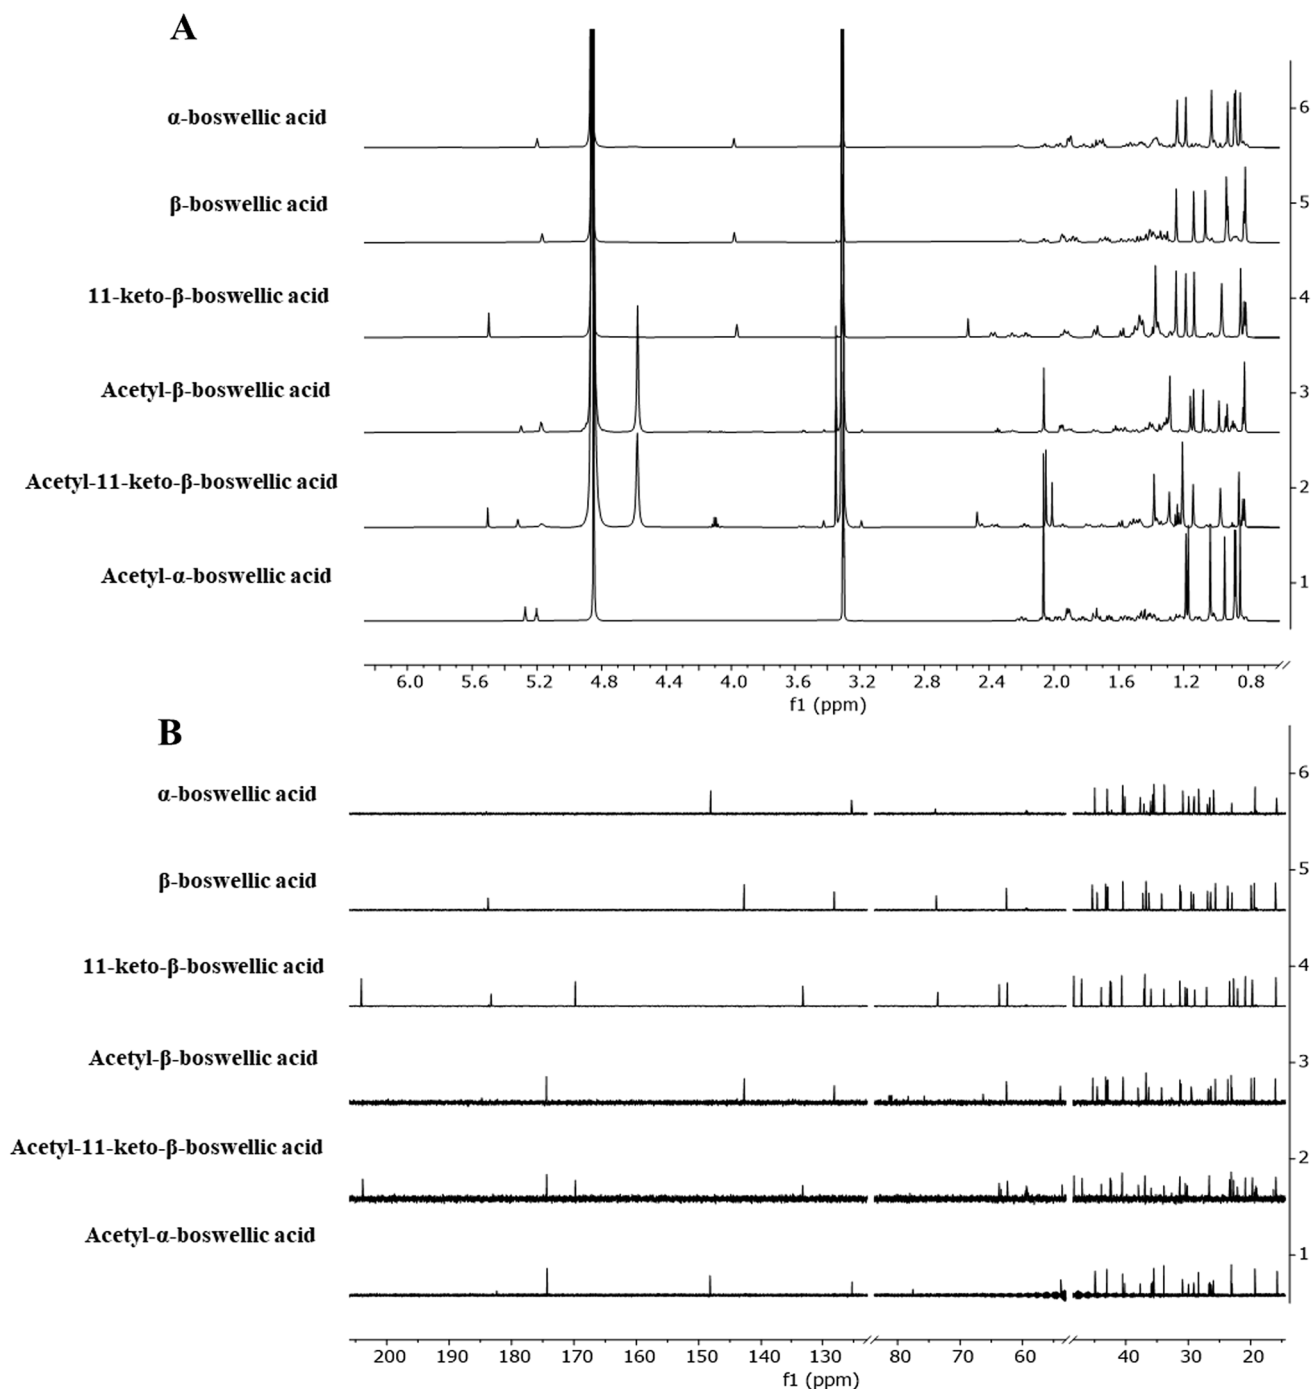 A
α-boswellic acid
6
β-boswellic acid
5
11-keto-β-boswellic acid
4
Acetyl-β-boswellic acid
3
Acetyl-11-keto-β-boswellic acid
2
Acetyl-α-boswellic acid
1
6.0 5.6 5.2 4.8 4.4 4.0 3.6 3.2 2.8 2.4 2.0 1.6 1.2 0.8
f1 (ppm)
B
α-boswellic acid
6
β-boswellic acid
5
11-keto-β-boswellic acid
4
Acetyl-β-boswellic acid
3
Acetyl-11-keto-β-boswellic acid
2
Acetyl-α-boswellic acid
1
200 190 180 170 160 150 140 130 80 70 60 40 30 20
f1 (ppm)